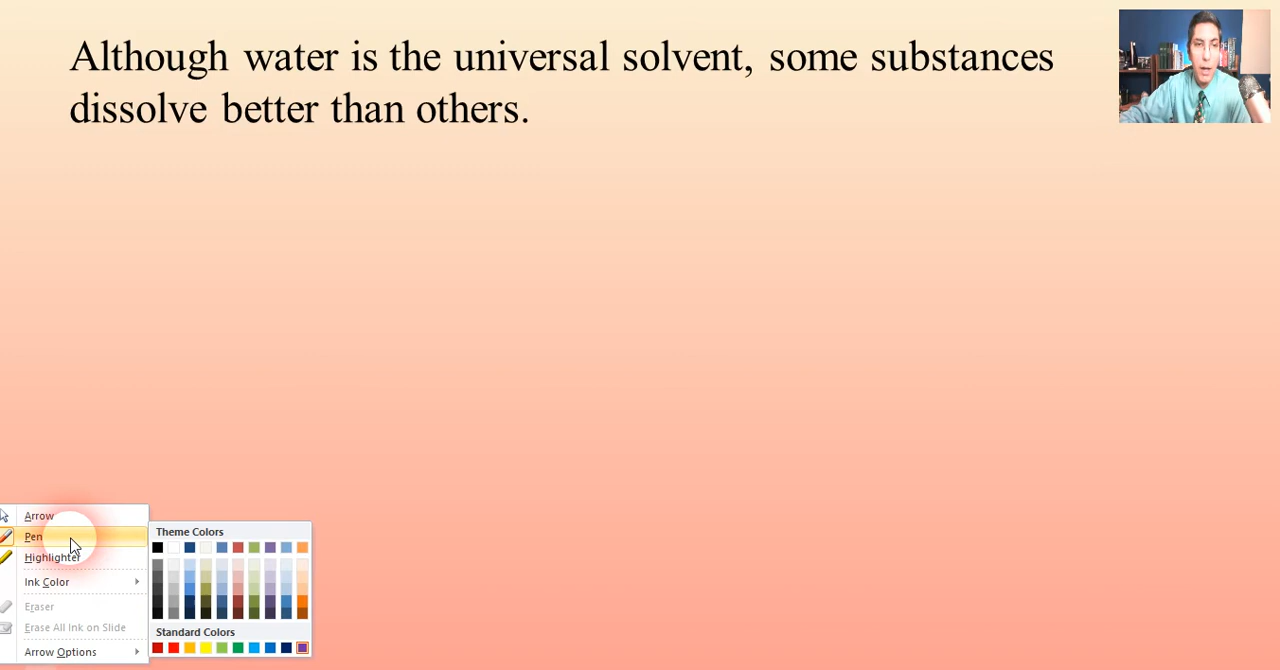 Although water is the universal solvent, some substances
dissolve better than others.
Arrow
Pen
Highlighter
Ink Color
Eraser
Erase All Ink on Slide
Arrow Options
Theme Colors
Standard Colors